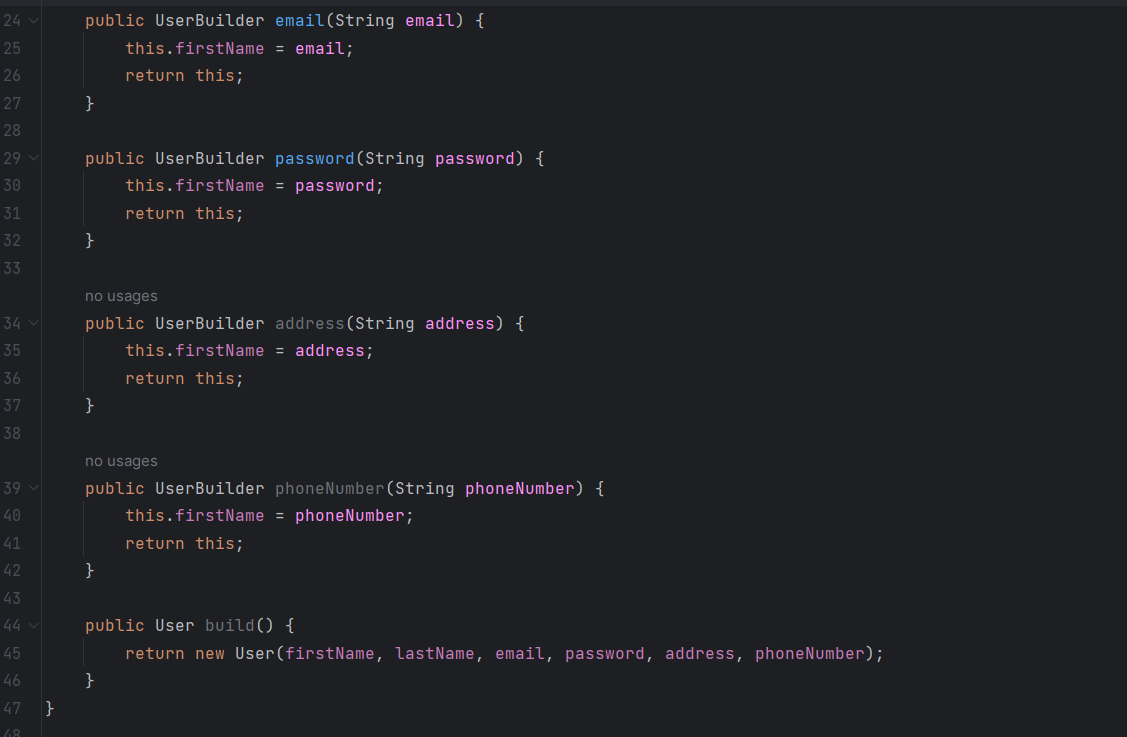 24 public UserBuilder email(String email) {
25 this.firstName = email;
26 return this;
27 }
28
29 public UserBuilder password(String password) {
30 this.firstName = password;
31 return this;
32 }
33
no usages
34 public UserBuilder address(String address) {
35 this.firstName = address;
36 return this;
37 }
38
no usages
39 public UserBuilder phoneNumber(String phoneNumber) {
40 this.firstName = phoneNumber;
41 return this;
42 }
43
44 public User build() {
45 return new User(firstName, lastName, email, password, address, phoneNumber);
46 }
47 }
48